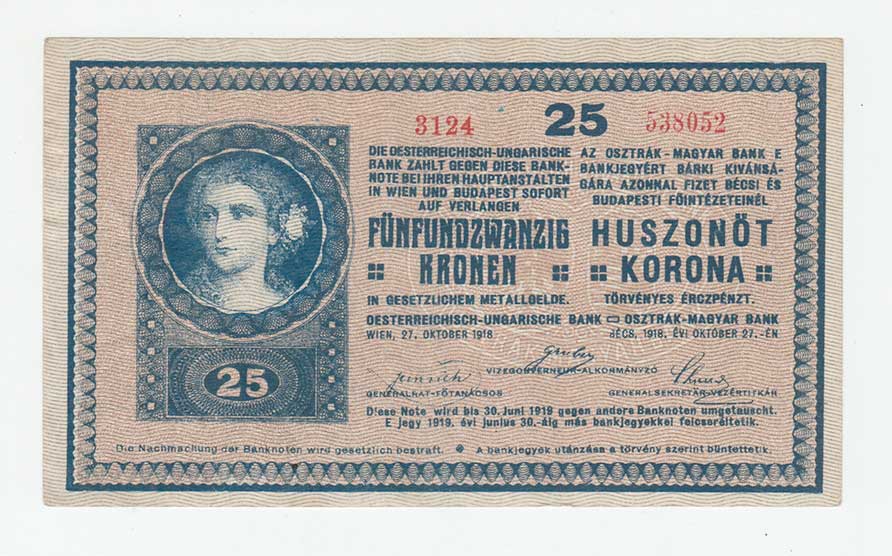 3124 25 538052
DIE OESTERREICHISCH-UNGARISCHE
BANK ZAHLT GEGEN DIESE BANK-
NOTE BEI IHREN HAUPTANSTALTEN
IN WIEN UND BUDAPEST SOFORT
AUF VERLANGEN
FÜNFUNDZWANZIG
KRONEN
IN GESETZLICHEM METALLGELDE.
OESTERREICHISCH-UNGARISCHE BANK
WIEN, 27. OKTOBER 1918
AZ OSZTRÁK-MAGYAR BANK E
BANKJEGYÉRT BÁRKI KIVÁNSÁ-
GÁRA AZONNAL FIZET BÉCSI ÉS
BUDAPESTI FŐINTÉZETEINÉL
HUSZONÖT
KORONA
TÖRVÉNYES ÉRCZPÉNZT.
OSZTRÁK-MAGYAR BANK
BÉCS, 1918. ÉVI OKTÓBER 27.-ÉN
Gruber
VIZEGOUVERNEUR-ALKORMÁNYZÓ
GENERALRAT-FŐTANÁCSOS
GENERALSEKRETÄR-VEZÉRTITKÁR
25
Diese Note wird bis 30. Juni 1919 gegen andere Banknoten umgetauscht.
E jegy 1919. évi junius 30.-áig más bankjegyekkel felcseréltetik.
Die Nachmachung der Banknoten wird gesetzlich bestraft. A bankjegyek utánzása a törvény szerint büntettetik.